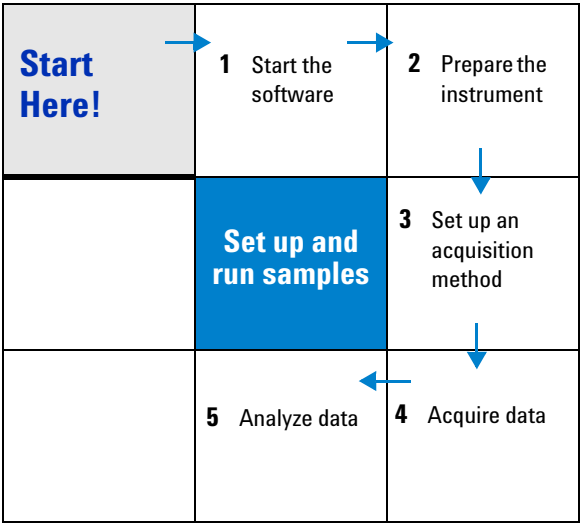 Start
Here!
1 Start the
software
2 Prepare the
instrument
Set up and
run samples
3 Set up an
acquisition
method
4 Acquire data
5 Analyze data